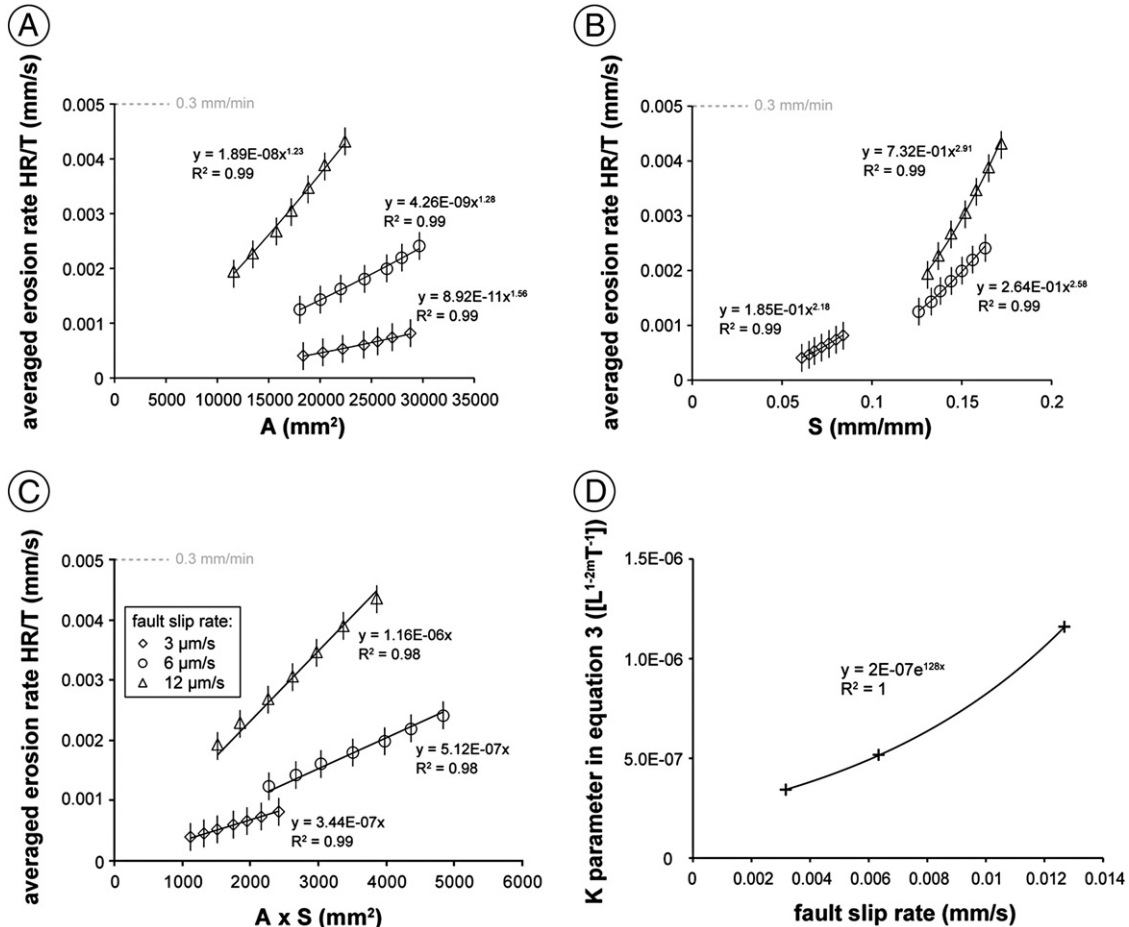 A
averaged erosion rate HR/T (mm/s)
0.005
0.004
0.003
0.002
0.001
0
0.3 mm/min
y = 1.89E-08x^1.23
R² = 0.99
y = 4.26E-09x^1.28
R² = 0.99
y = 8.92E-11x^1.56
R² = 0.99
0 5000 10000 15000 20000 25000 30000 35000
A (mm²)
B
averaged erosion rate HR/T (mm/s)
0.005
0.004
0.003
0.002
0.001
0
0.3 mm/min
y = 7.32E-01x^2.91
R² = 0.99
y = 2.64E-01x^2.58
R² = 0.99
y = 1.85E-01x^2.18
R² = 0.99
0 0.05 0.1 0.15 0.2
S (mm/mm)
C
averaged erosion rate HR/T (mm/s)
0.005
0.004
0.003
0.002
0.001
0
0.3 mm/min
fault slip rate:
3 µm/s
6 µm/s
12 µm/s
y = 1.16E-06x
R² = 0.98
y = 5.12E-07x
R² = 0.98
y = 3.44E-07x
R² = 0.99
0 1000 2000 3000 4000 5000 6000
A x S (mm²)
D
K parameter in equation 3 ([L^1-2m T^-1])
1.5E-06
1.0E-06
5.0E-07
0
y = 2E-07e^128x
R² = 1
0 0.002 0.004 0.006 0.008 0.01 0.012 0.014
fault slip rate (mm/s)